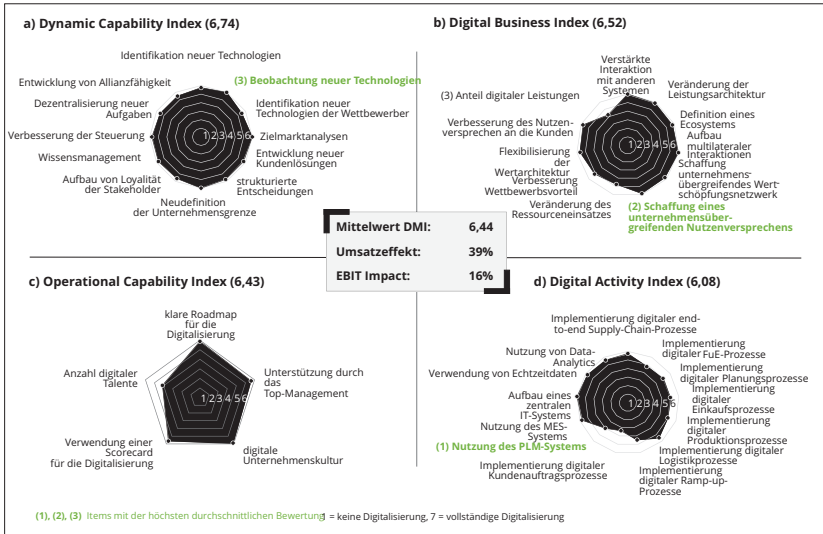 a) Dynamic Capability Index (6,74)
Identifikation neuer Technologien
(3) Beobachtung neuer Technologien
Identifikation neuer
Technologien der Wettbewerber
Zielmarktanalysen
Entwicklung neuer
Kundenlösungen
strukturierte
Entscheidungen
Neudefinition
der Unternehmensgrenze
Aufbau von Loyalität
der Stakeholder
Wissensmanagement
Verbesserung der Steuerung
Dezentralisierung neuer
Aufgaben
Entwicklung von Allianzfähigkeit
1 2 3 4 5 6
b) Digital Business Index (6,52)
Verstärkte
Interaktion
mit anderen
Systemen
Veränderung der
Leistungsarchitektur
Definition eines
Ecosystems
Aufbau
multilateraler
Interaktionen
Schaffung
unternehmens-
übergreifendes Wert-
schöpfungsnetzwerk
(2) Schaffung eines
unternehmensüber-
greifenden Nutzenversprechens
Veränderung des
Ressourceneinsatzes
Verbesserung
Wettbewerbsvorteil
Flexibilisierung
der
Wertarchitektur
Verbesserung des Nutzen-
versprechen an die Kunden
(3) Anteil digitaler Leistungen
1 2 3 4 5 6
Mittelwert DMI: 6,44
Umsatzeffekt: 39%
EBIT Impact: 16%
c) Operational Capability Index (6,43)
klare Roadmap
für die
Digitalisierung
Unterstützung durch
das
Top-Management
digitale
Unternehmenskultur
Verwendung einer
Scorecard
für die Digitalisierung
Anzahl digitaler
Talente
1 2 3 4 5 6
d) Digital Activity Index (6,08)
Implementierung digitaler end-
to-end Supply-Chain-Prozesse
Implementierung
digitaler FuE-Prozesse
Implementierung
digitaler Planungsprozesse
Implementierung
digitaler
Einkaufsprozesse
Implementierung
digitaler
Produktionsprozesse
Implementierung digitaler
Logistikprozesse
Implementierung
digitaler Ramp-up-
Prozesse
Implementierung digitaler
Kundenauftragsprozesse
(1) Nutzung des PLM-Systems
Nutzung des MES-
Systems
Aufbau eines
zentralen
IT-Systems
Verwendung von Echtzeitdaten
Nutzung von Data-
Analytics
1 2 3 4 5 6
(1), (2), (3) Items mit der höchsten durchschnittlichen Bewertung 1 = keine Digitalisierung, 7 = vollständige Digitalisierung